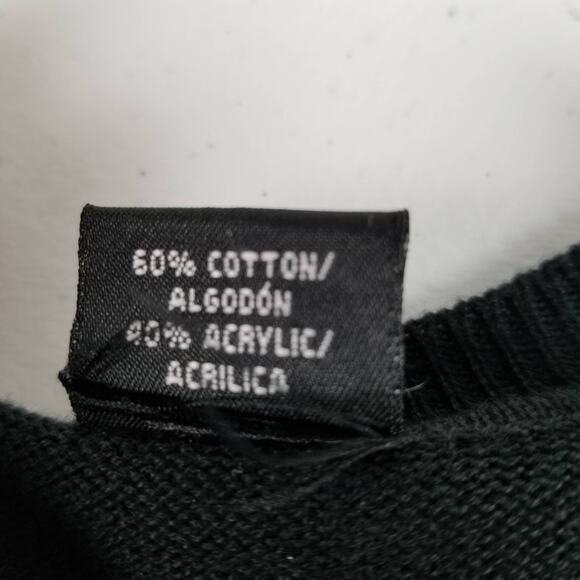 60% COTTON/
ALGODÓN
40% ACRYLIC/
ACRILICA